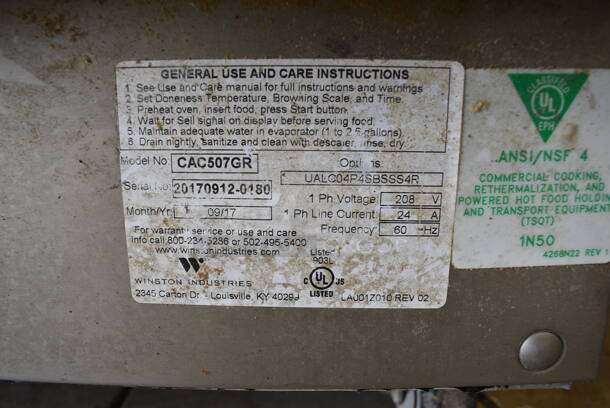 GENERAL USE AND CARE INSTRUCTIONS
1. See Use and Care manual for full instructions and warnings
2. Set Doneness Temperature, Browning Scale, and Time.
3. Preheat oven, insert food, press Start button.
4. Wait for Sell signal on display before serving food.
5. Maintain adequate water in evaporator (1 to 2.5 gallons).
6. Drain nightly, sanitize and clean with descaler, rinse, dry.
Model No CAC507GR Options:
UALC04P4SBSSS4R
Serial No. 20170912-0180
1 Ph Voltage: 208 V
Month/Yr: 09/17
1 Ph Line Current: 24 A
Frequency: 60 Hz
For warranty service or use and care
info call 800-234-5286 or 502-495-5400
www.winstonindustries.com
Listed
903L
WINSTON INDUSTRIES
C UL US
LISTED
2345 Carton Dr. - Louisville, KY 40299
LA001Z010 REV 02
CLASSIFIED
UL
EPH
ANSI/NSF 4
COMMERCIAL COOKING,
RETHERMALIZATION, AND
POWERED HOT FOOD HOLDIN
AND TRANSPORT EQUIPMENT
(TSQT)
1N50
4268N22 REV 1